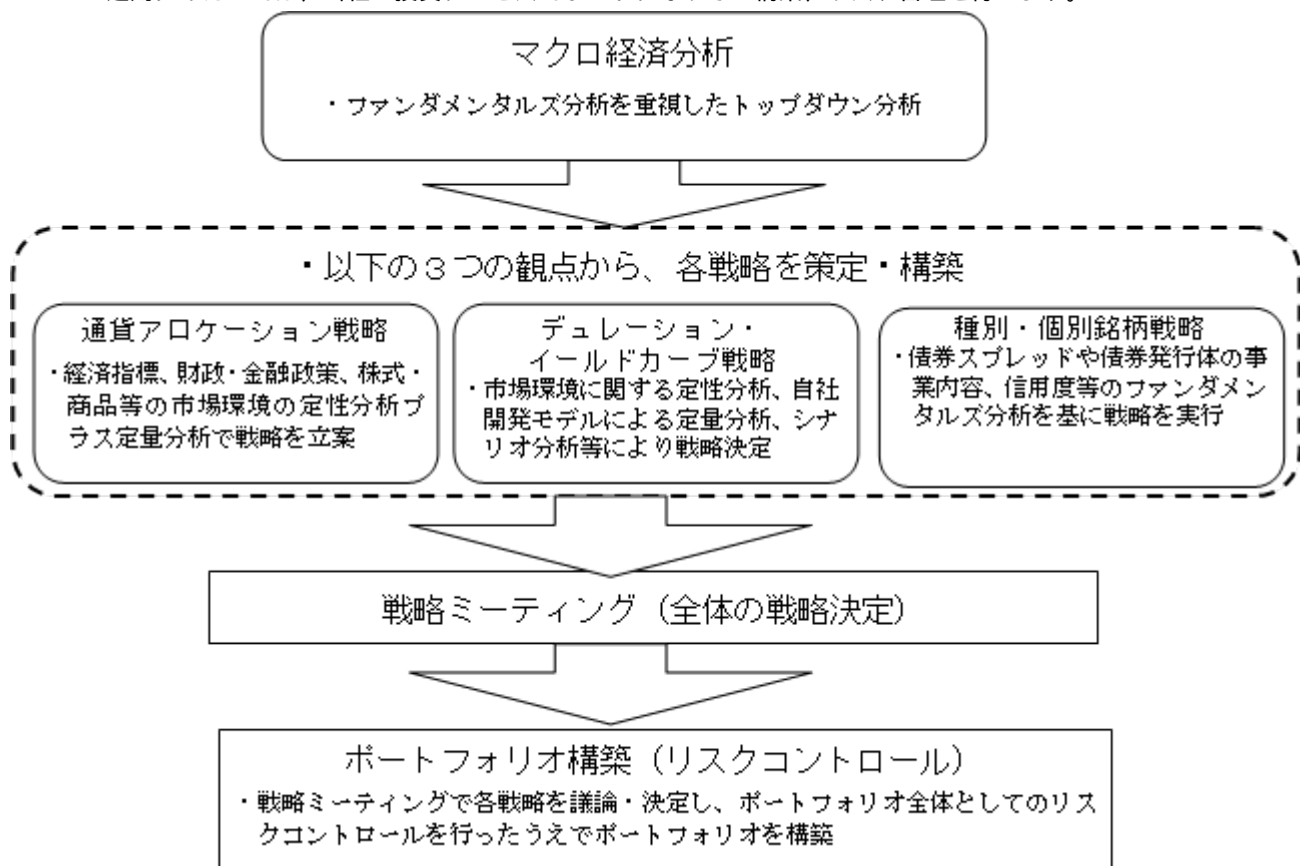 マクロ経済分析
・ファンダメンタルズ分析を重視したトップダウン分析
・以下の３つの観点から、各戦略を策定・構築
通貨アロケーション戦略
・経済指標、財政・金融政策、株式・
商品等の市場環境の定性分析プ
ラス定量分析で戦略を立案
デュレーション・
イールドカーブ戦略
・市場環境に関する定性分析、自社
開発モデルによる定量分析、シナ
リオ分析等により戦略決定
種別・個別銘柄戦略
・債券スプレッドや債券発行体の事
業内容、信用度等のファンダメン
タルズ分析を基に戦略を実行
戦略ミーティング（全体の戦略決定）
ポートフォリオ構築（リスクコントロール）
・戦略ミーティングで各戦略を議論・決定し、ポートフォリオ全体としてのリス
クコントロールを行ったうえでポートフォリオを構築